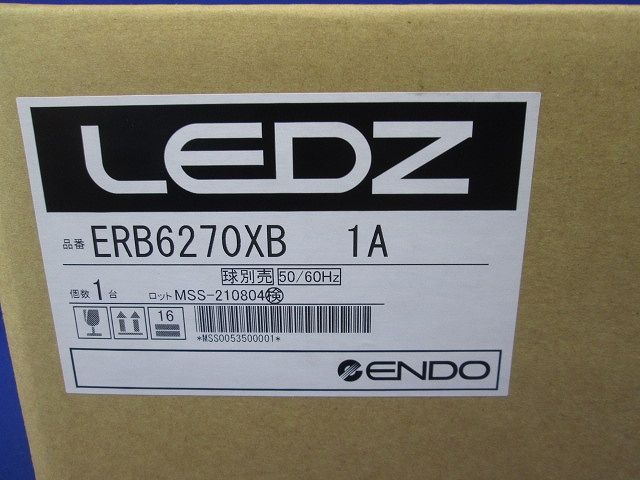 LEDZ
品番 ERB6270XB 1A
球別売 50/60Hz
個数 1 台 ロット MSS-210804 検
16
*MSS0053500001*
ENDO